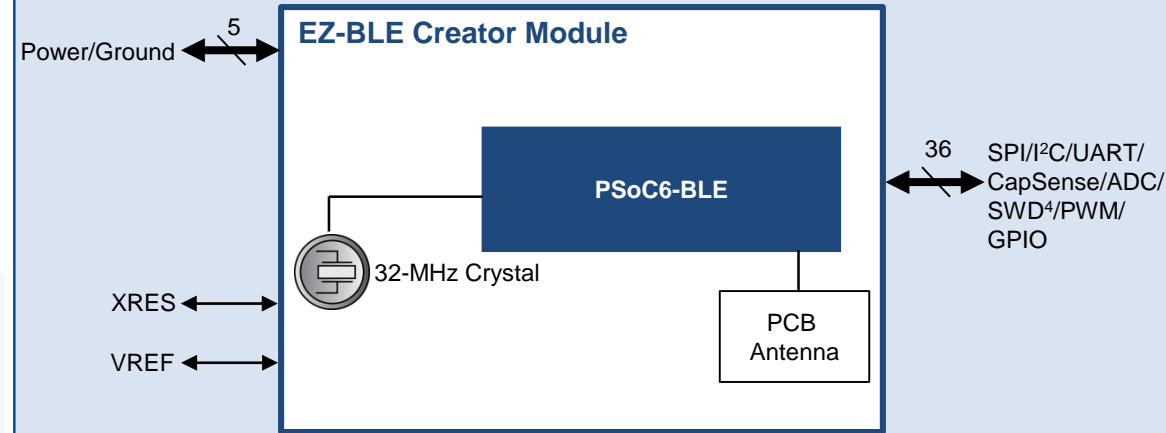 EZ-BLE Creator Module
5
Power/Ground
PSoC6-BLE
36
SPI/I²C/UART/
CapSense/ADC/
SWD⁴/PWM/
GPIO
32-MHz Crystal
XRES
VREF
PCB
Antenna